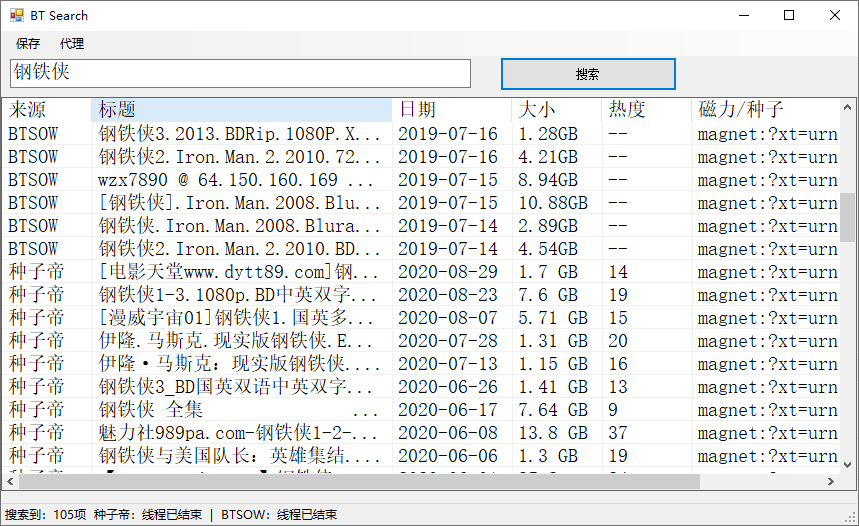 BT Search
保存 代理
钢铁侠 搜索
来源 标题 日期 大小 热度 磁力/种子
BTSOW 钢铁侠3.2013.BDRip.1080P.X... 2019-07-16 1.28GB -- magnet:?xt=urn
BTSOW 钢铁侠2.Iron.Man.2.2010.72... 2019-07-16 4.21GB -- magnet:?xt=urn
BTSOW wzx7890 @ 64.150.160.169 ... 2019-07-15 8.94GB -- magnet:?xt=urn
BTSOW [钢铁侠].Iron.Man.2008.Blu... 2019-07-15 10.88GB -- magnet:?xt=urn
BTSOW 钢铁侠.Iron.Man.2008.Blura... 2019-07-14 2.89GB -- magnet:?xt=urn
BTSOW 钢铁侠2.Iron.Man.2.2010.BD... 2019-07-14 4.54GB -- magnet:?xt=urn
种子帝 [电影天堂www.dytt89.com]钢... 2020-08-29 1.7 GB 14 magnet:?xt=urn
种子帝 钢铁侠1-3.1080p.BD中英双字... 2020-08-23 7.6 GB 19 magnet:?xt=urn
种子帝 [漫威宇宙01]钢铁侠1.国英多... 2020-08-07 5.71 GB 15 magnet:?xt=urn
种子帝 伊隆.马斯克.现实版钢铁侠.E... 2020-07-28 1.31 GB 20 magnet:?xt=urn
种子帝 伊隆·马斯克：现实版钢铁侠.... 2020-07-13 1.15 GB 16 magnet:?xt=urn
种子帝 钢铁侠3_BD国英双语中英双字... 2020-06-26 1.41 GB 13 magnet:?xt=urn
种子帝 钢铁侠 全集 ... 2020-06-17 7.64 GB 9 magnet:?xt=urn
种子帝 魅力社989pa.com-钢铁侠1-2-... 2020-06-08 13.8 GB 37 magnet:?xt=urn
种子帝 钢铁侠与美国队长：英雄集结.... 2020-06-06 1.3 GB 19 magnet:?xt=urn
搜索到：105项 种子帝：线程已结束 | BTSOW：线程已结束